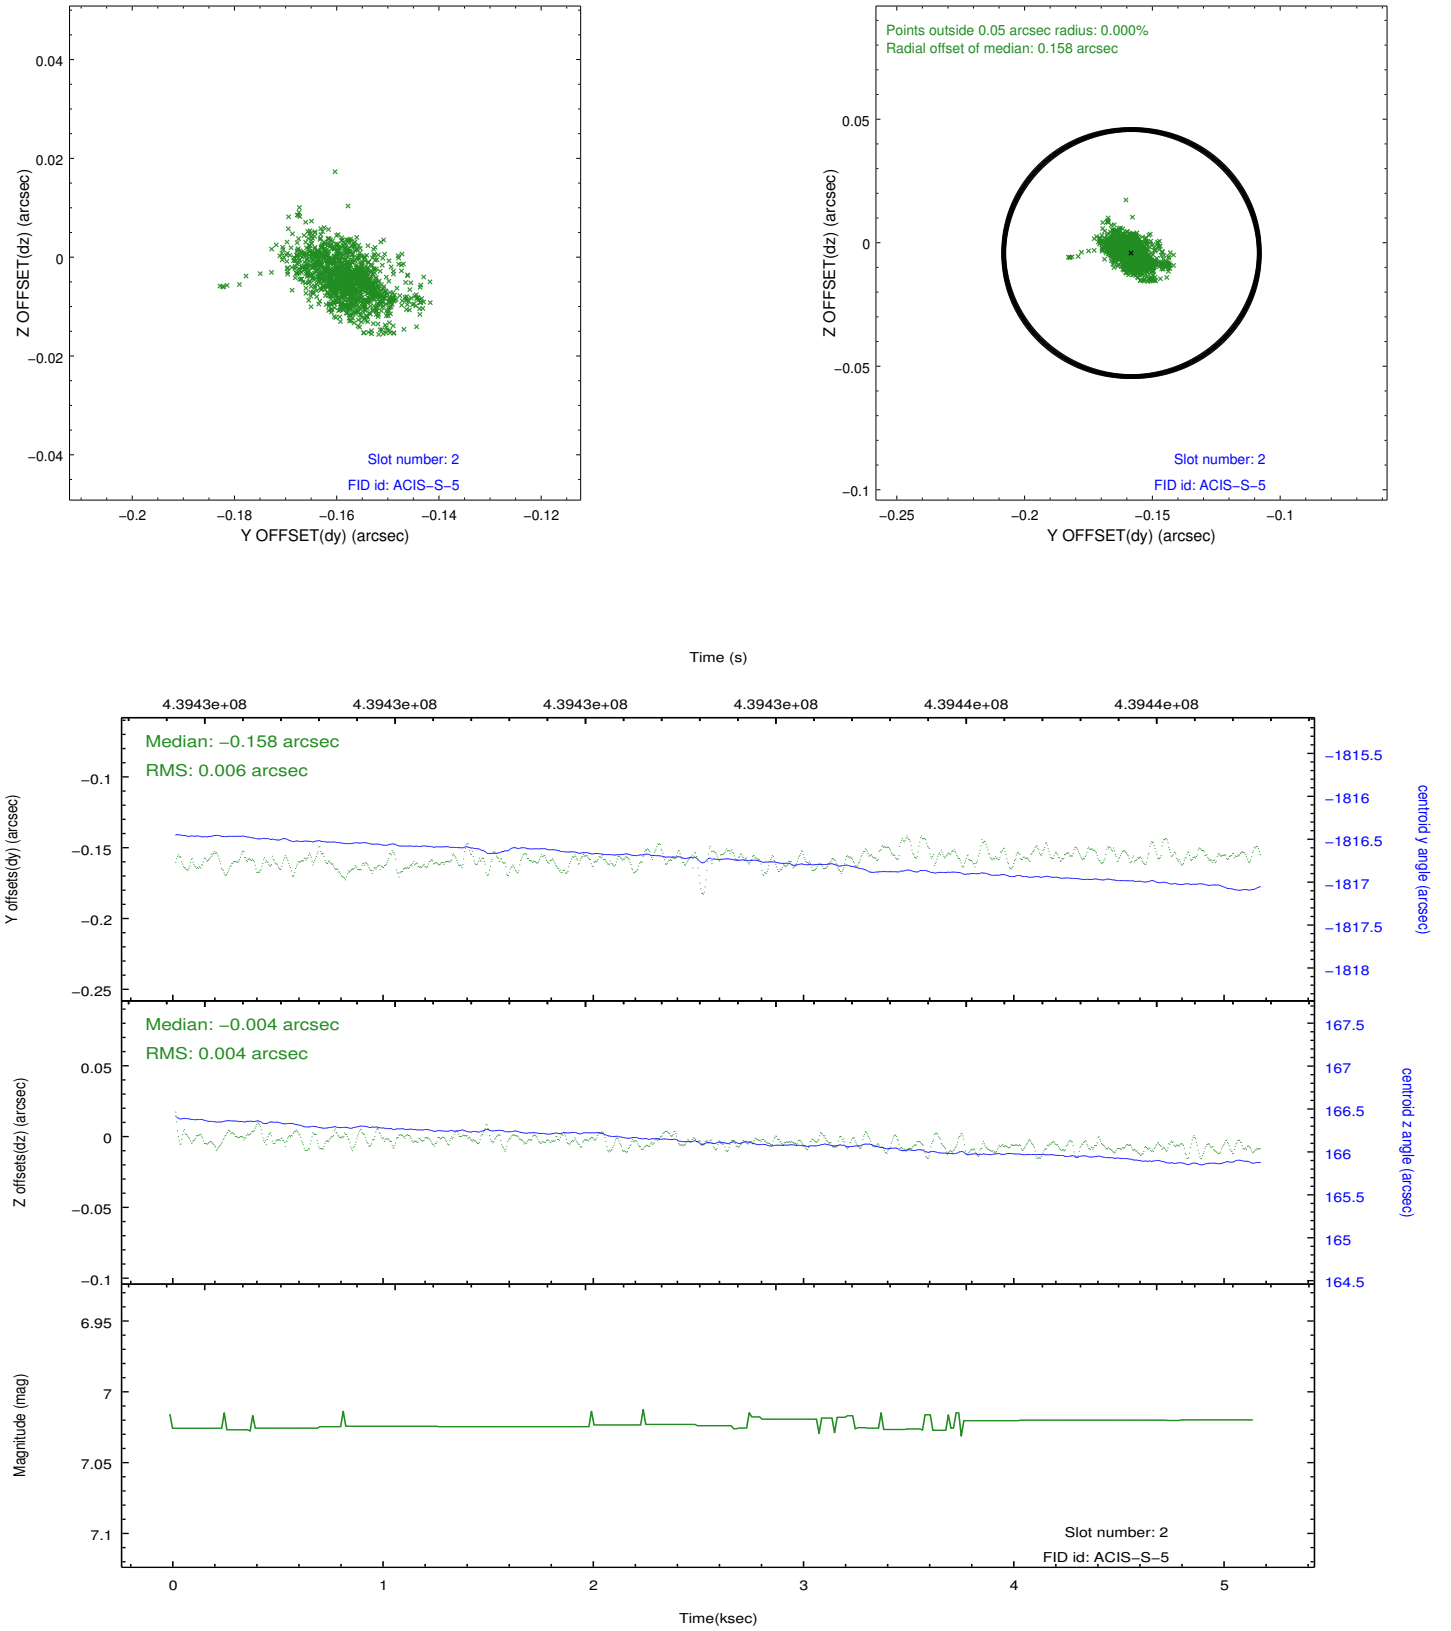 0.04
0.02
0
−0.02
−0.04
Z OFFSET(dz) (arcsec)
Slot number: 2
FID id: ACIS−S−5
−0.2
−0.18
−0.16
−0.14
−0.12
Y OFFSET(dy) (arcsec)
Points outside 0.05 arcsec radius: 0.000%
Radial offset of median: 0.158 arcsec
0.05
0
−0.05
−0.1
Z OFFSET(dz) (arcsec)
Slot number: 2
FID id: ACIS−S−5
−0.25
−0.2
−0.15
−0.1
Y OFFSET(dy) (arcsec)
Time (s)
4.3943e+08
4.3943e+08
4.3943e+08
4.3943e+08
4.3944e+08
4.3944e+08
Median: −0.158 arcsec
RMS: 0.006 arcsec
−0.1
−0.15
−0.2
−0.25
Y offsets(dy) (arcsec)
−1815.5
−1816
−1816.5
−1817
−1817.5
−1818
centroid y angle (arcsec)
Median: −0.004 arcsec
RMS: 0.004 arcsec
0.05
0
−0.05
−0.1
Z offsets(dz) (arcsec)
167.5
167
166.5
166
165.5
165
164.5
centroid z angle (arcsec)
6.95
7
7.05
7.1
Magnitude (mag)
Slot number: 2
FID id: ACIS−S−5
0
1
2
3
4
5
Time(ksec)